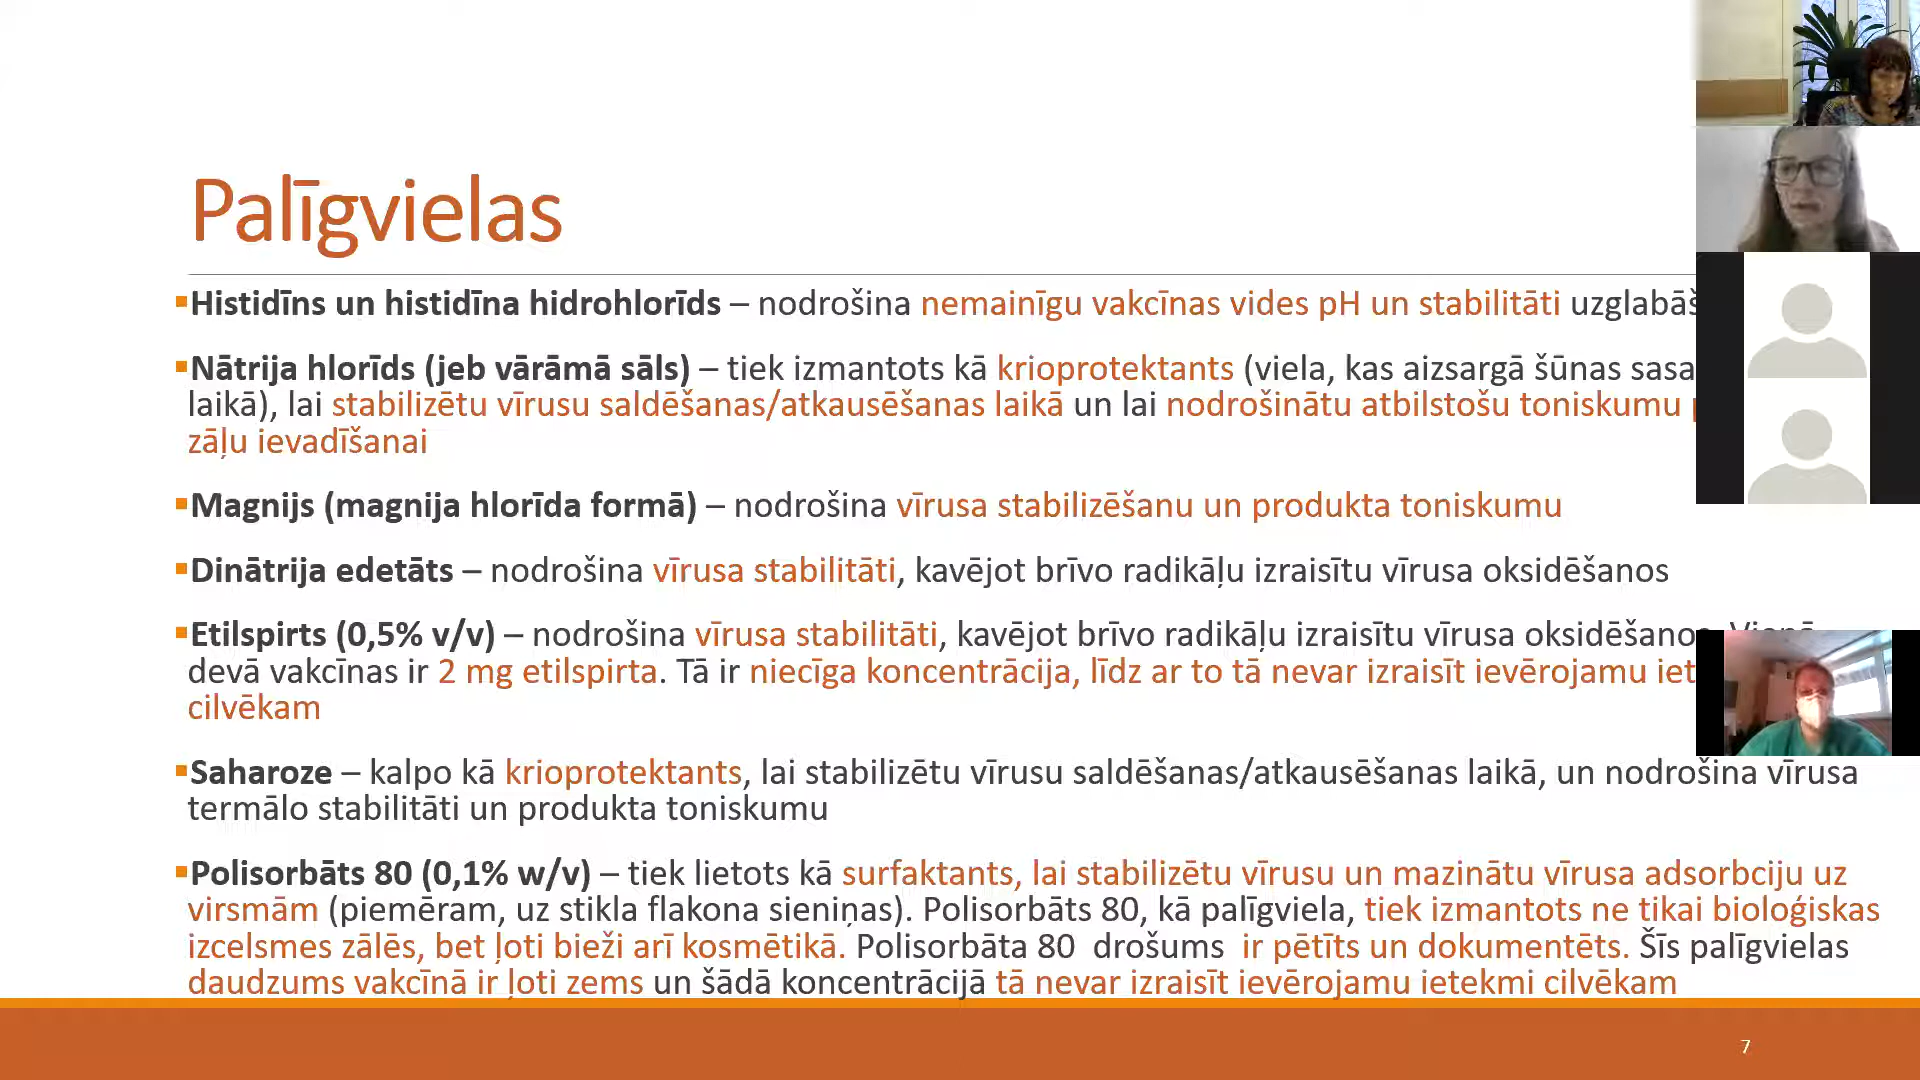 Palīgvielas
▪Histidīns un histidīna hidrohlorīds – nodrošina nemainīgu vakcīnas vides pH un stabilitāti
▪Nātrija hlorīds (jeb vārāmā sāls) – tiek izmantots kā krioprotektants (viela, kas aizsargā šūnas
laikā), lai stabilizētu vīrusu saldēšanas/atkausēšanas laikā un lai nodrošinātu atbilstošu toniskumu
zāļu ievadīšanai
▪Magnijs (magnija hlorīda formā) – nodrošina vīrusa stabilizēšanu un produkta toniskumu
▪Dinātrija edetāts – nodrošina vīrusa stabilitāti, kavējot brīvo radikāļu izraisītu vīrusa oksidēšanos
▪Etilspirts (0,5% v/v) – nodrošina vīrusa stabilitāti, kavējot brīvo radikāļu izraisītu vīrusa oksidēšanos
devā vakcīnas ir 2 mg etilspirta. Tā ir niecīga koncentrācija, līdz ar to tā nevar izraisīt ievērojamu
cilvēkam
▪Saharoze – kalpo kā krioprotektants, lai stabilizētu vīrusu saldēšanas/atkausēšanas laikā, un nodrošina vīrusa
termālo stabilitāti un produkta toniskumu
▪Polisorbāts 80 (0,1% w/v) – tiek lietots kā surfaktants, lai stabilizētu vīrusu un mazinātu vīrusa adsorbciju uz
virsmām (piemēram, uz stikla flakona sieniņas). Polisorbāts 80, kā palīgviela, tiek izmantots ne tikai bioloģiskas
izcelsmes zālēs, bet ļoti bieži arī kosmētikā. Polisorbāta 80 drošums ir pētīts un dokumentēts. Šīs palīgvielas
daudzums vakcīnā ir ļoti zems un šādā koncentrācijā tā nevar izraisīt ievērojamu ietekmi cilvēkam
7